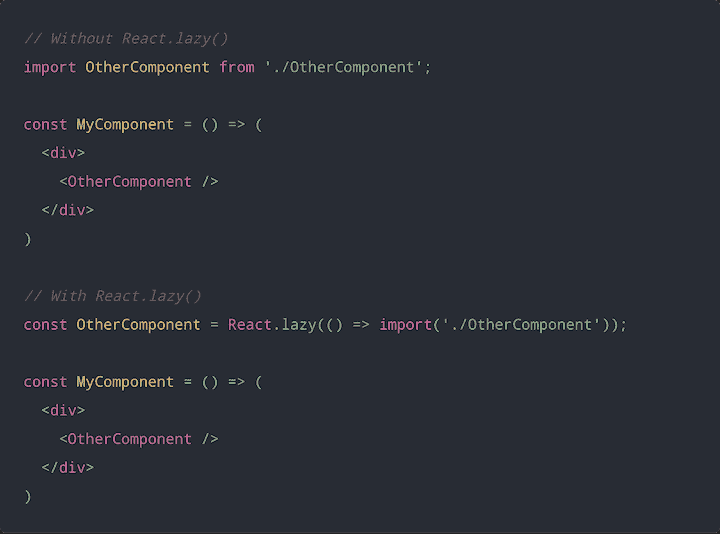 // Without React.lazy()
import OtherComponent from './OtherComponent';
const MyComponent = () => (
<div>
<OtherComponent />
</div>
)
// With React.lazy()
const OtherComponent = React.lazy(() => import('./OtherComponent'));
const MyComponent = () => (
<div>
<OtherComponent />
</div>
)